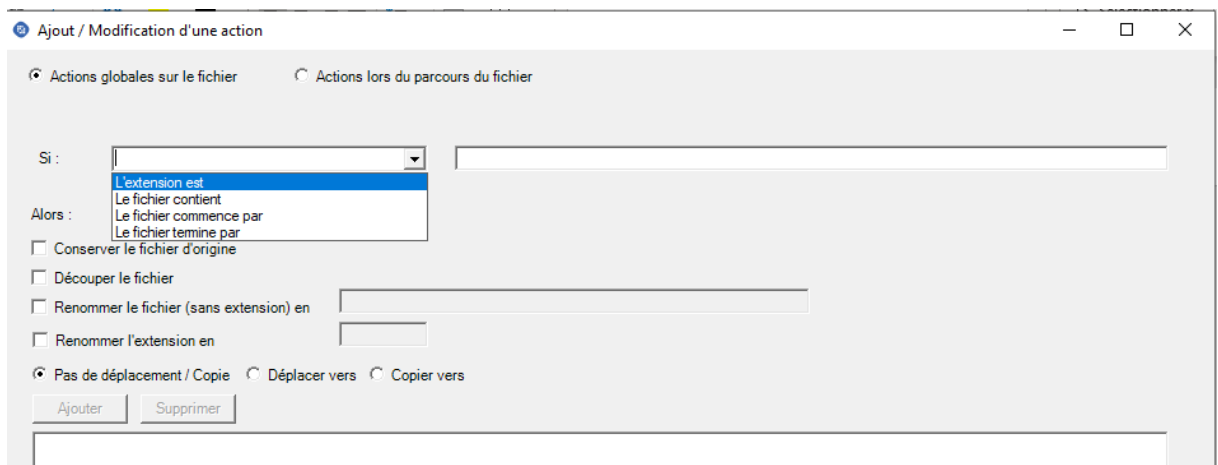 Ajout / Modification d'une action
Actions globales sur le fichier Actions lors du parcours du fichier
Si :
L'extension est
Le fichier contient
Le fichier commence par
Alors :
Le fichier termine par
Conserver le fichier d'origine
Découper le fichier
Renommer le fichier (sans extension) en
Renommer l'extension en
Pas de déplacement / Copie Déplacer vers Copier vers
Ajouter Supprimer